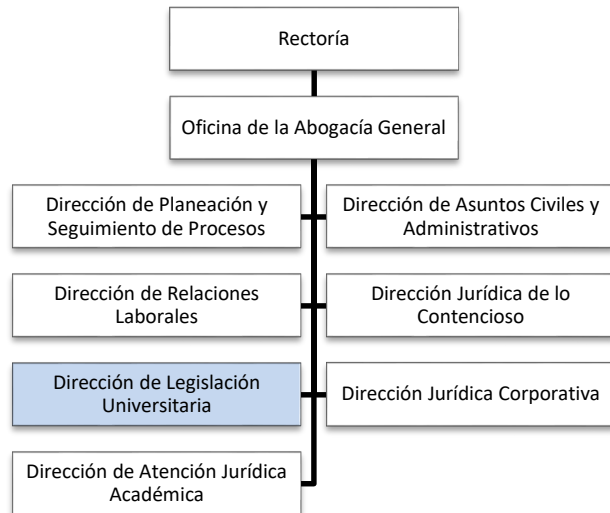 Rectoría
Oficina de la Abogacía General
Dirección de Planeación y
Seguimiento de Procesos
Dirección de Asuntos Civiles y
Administrativos
Dirección de Relaciones
Laborales
Dirección Jurídica de lo
Contencioso
Dirección de Legislación
Universitaria
Dirección Jurídica Corporativa
Dirección de Atención Jurídica
Académica